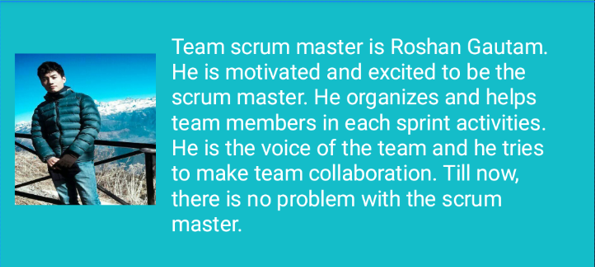 Team scrum master is Roshan Gautam.
He is motivated and excited to be the
scrum master. He organizes and helps
team members in each sprint activities.
He is the voice of the team and he tries
to make team collaboration. Till now,
there is no problem with the scrum
master.